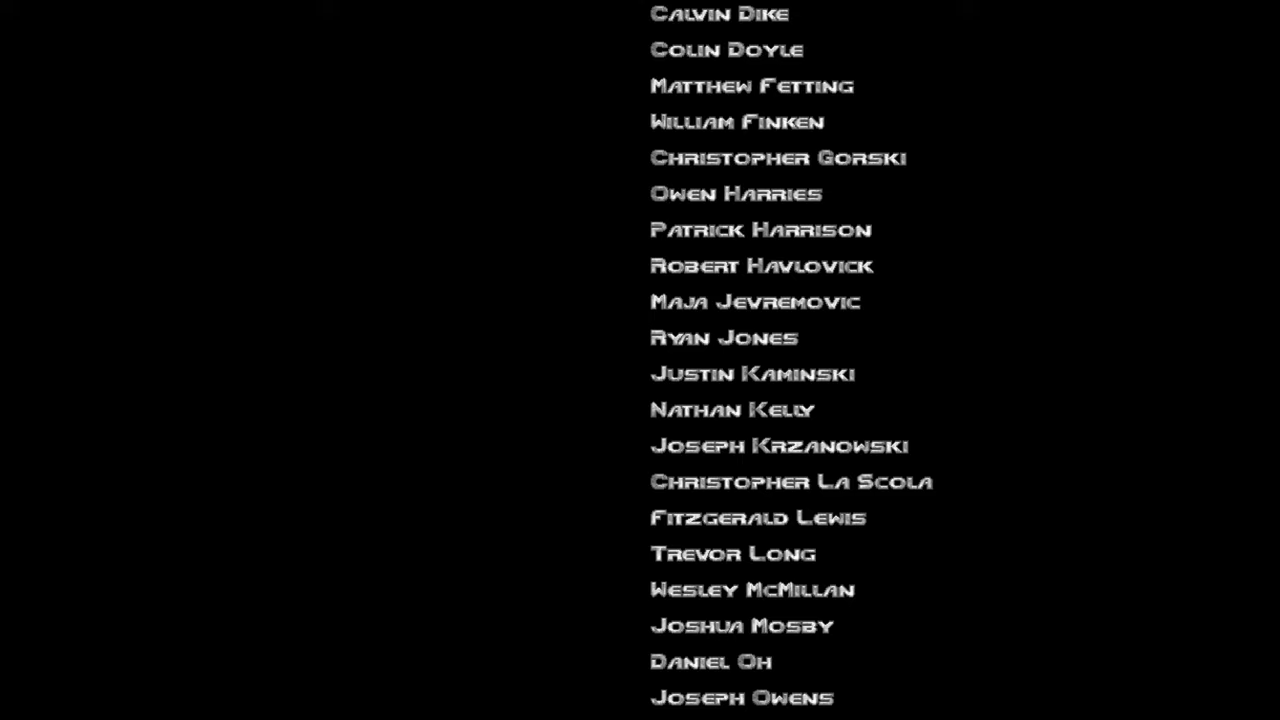 Calvin Dike
Colin Doyle
Matthew Fetting
William Finken
Christopher Gorski
Owen Harries
Patrick Harrison
Robert Havlovick
Maja Jevremovic
Ryan Jones
Justin Kaminski
Nathan Kelly
Joseph Krzanowski
Christopher La Scola
Fitzgerald Lewis
Trevor Long
Wesley McMillan
Joshua Mosby
Daniel Oh
Joseph Owens